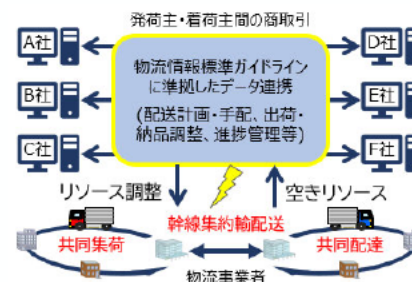 発荷主・着荷主間の商取引
A社
B社
C社
物流情報標準ガイドライン
に準拠したデータ連携
(配送計画・手配、出荷・
納品調整、進捗管理等)
D社
E社
F社
リソース調整
空きリソース
幹線集約輸配送
共同集荷
共同配達
物流事業者